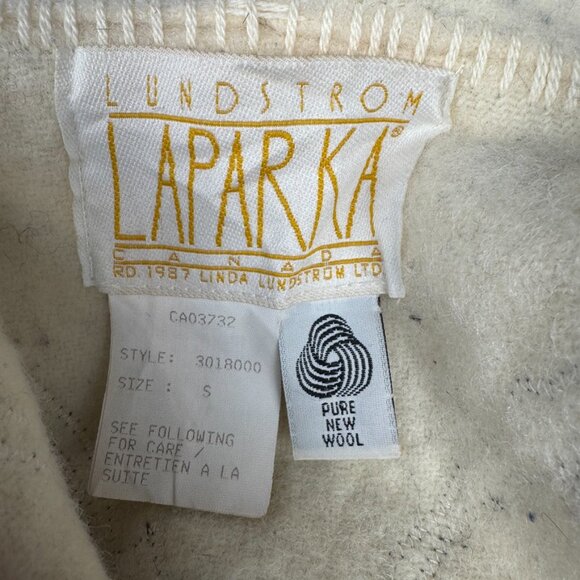 LUNDSTROM
LAPARKA®
CANADA
RD. 1987 LINDA LUNDSTROM LTD.
CA03732
STYLE: 3018000
SIZE : S
SEE FOLLOWING
FOR CARE /
ENTRETIEN A LA
SUITE
PURE
NEW
WOOL